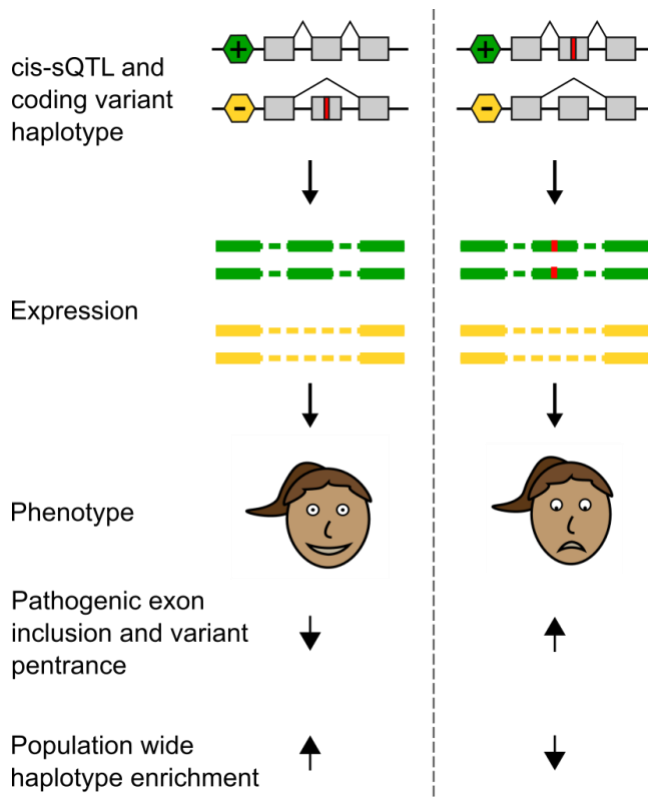 cis-sQTL and
coding variant
haplotype
+
-
+
-
Expression
Phenotype
Pathogenic exon
inclusion and variant
pentrance
Population wide
haplotype enrichment